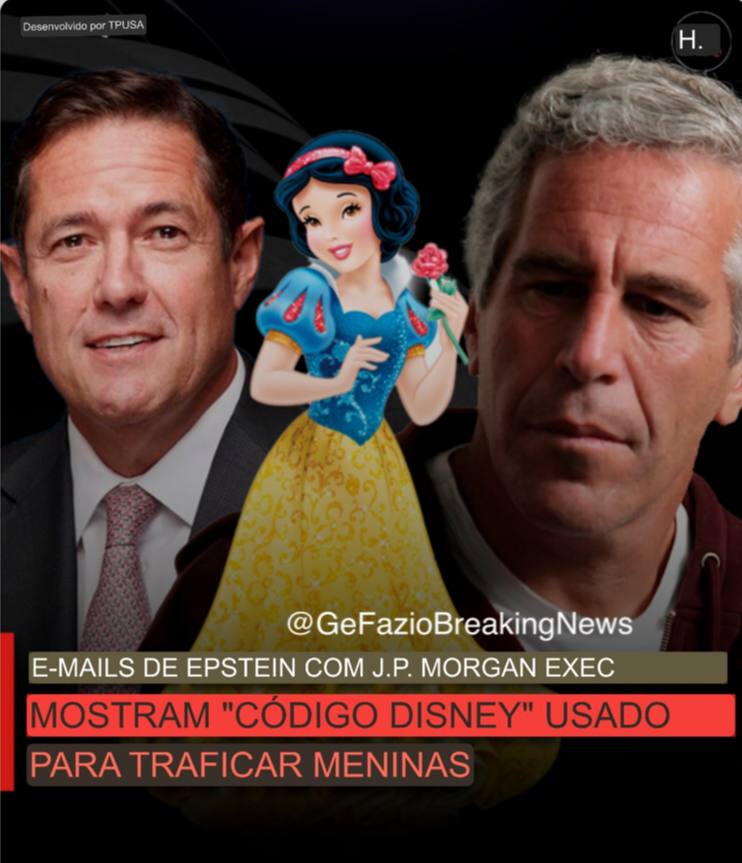 Desenvolvido por TPUSA
H.
@GeFazioBreakingNews
E-MAILS DE EPSTEIN COM J.P. MORGAN EXEC
MOSTRAM "CÓDIGO DISNEY" USADO
PARA TRAFICAR MENINAS